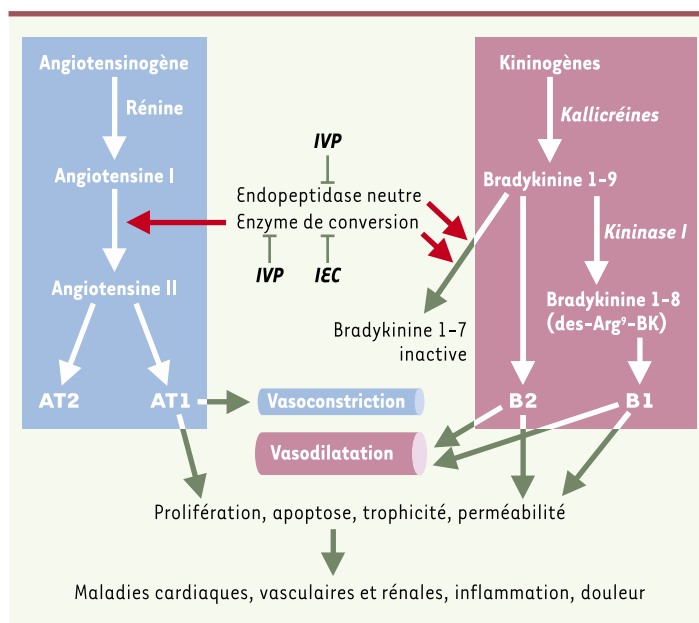 Angiotensinogène
Rénine
Angiotensine I
Angiotensine II
AT2
AT1
IVP
Endopeptidase neutre
Enzyme de conversion
IVP
IEC
Bradykinine 1-7
inactive
Kininogènes
Kallicréines
Bradykinine 1-9
Kininase I
Bradykinine 1-8
(des-Arg⁹-BK)
B2
B1
Vasoconstriction
Vasodilatation
Prolifération, apoptose, trophicité, perméabilité
Maladies cardiaques, vasculaires et rénales, inflammation, douleur